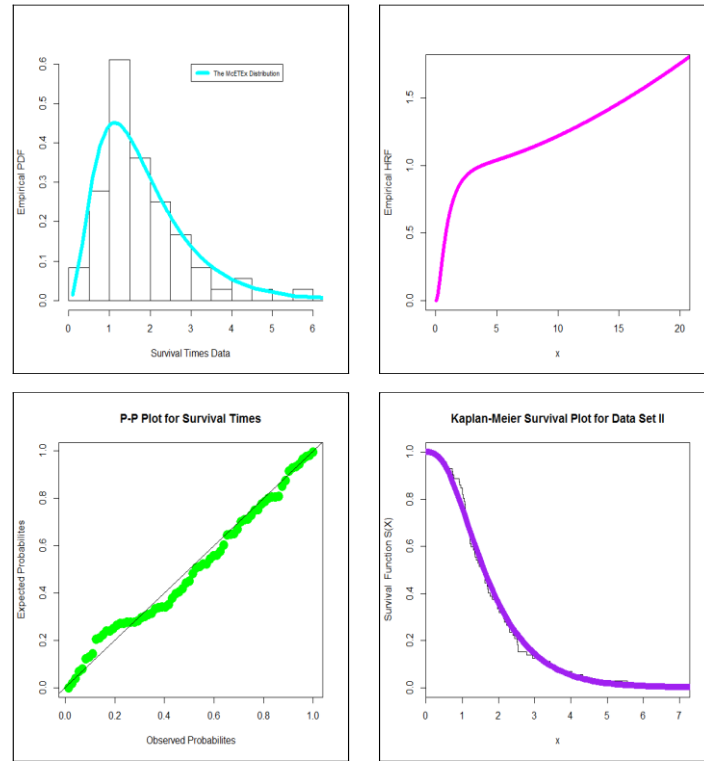 The McETEx Distribution
Empirical PDF
0.0 0.1 0.2 0.3 0.4 0.5 0.6
0 1 2 3 4 5 6
Survival Times Data
Empirical HRF
0.0 0.5 1.0 1.5
0 5 10 15 20
x
P-P Plot for Survival Times
Expected Probabilites
0.0 0.2 0.4 0.6 0.8 1.0
0.0 0.2 0.4 0.6 0.8 1.0
Observed Probabilites
Kaplan-Meier Survival Plot for Data Set II
Survival Function S(X)
0.0 0.2 0.4 0.6 0.8 1.0
0 1 2 3 4 5 6 7
x